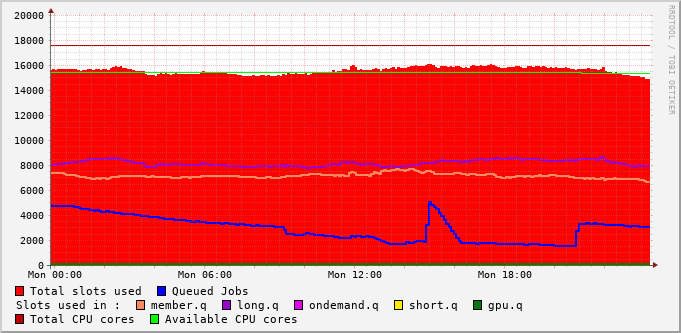 20000
18000
16000
14000
12000
10000
8000
6000
4000
2000
0
Mon 00:00 Mon 06:00 Mon 12:00 Mon 18:00
Total slots used Queued Jobs
Slots used in : member.q long.q ondemand.q short.q gpu.q
Total CPU cores Available CPU cores
RRDTOOL / TOBI OETIKER